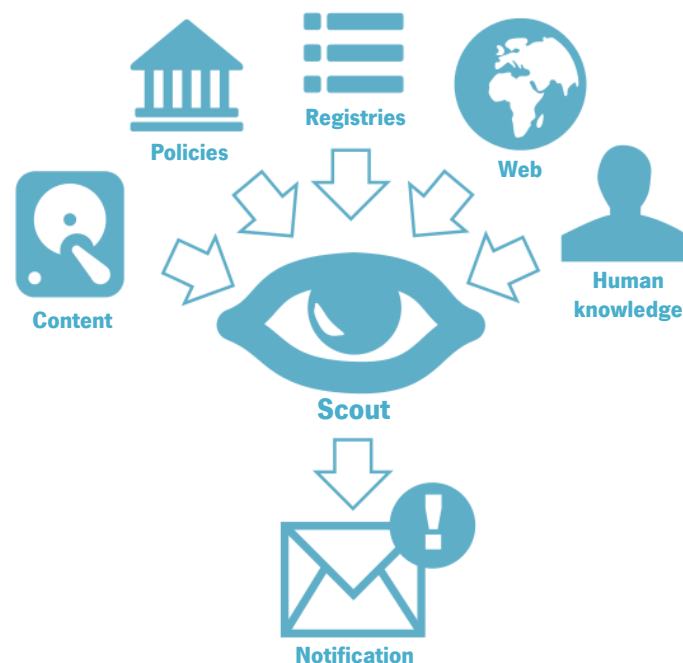 Registries
Policies
Web
Human
knowledge
Content
Scout
Notification